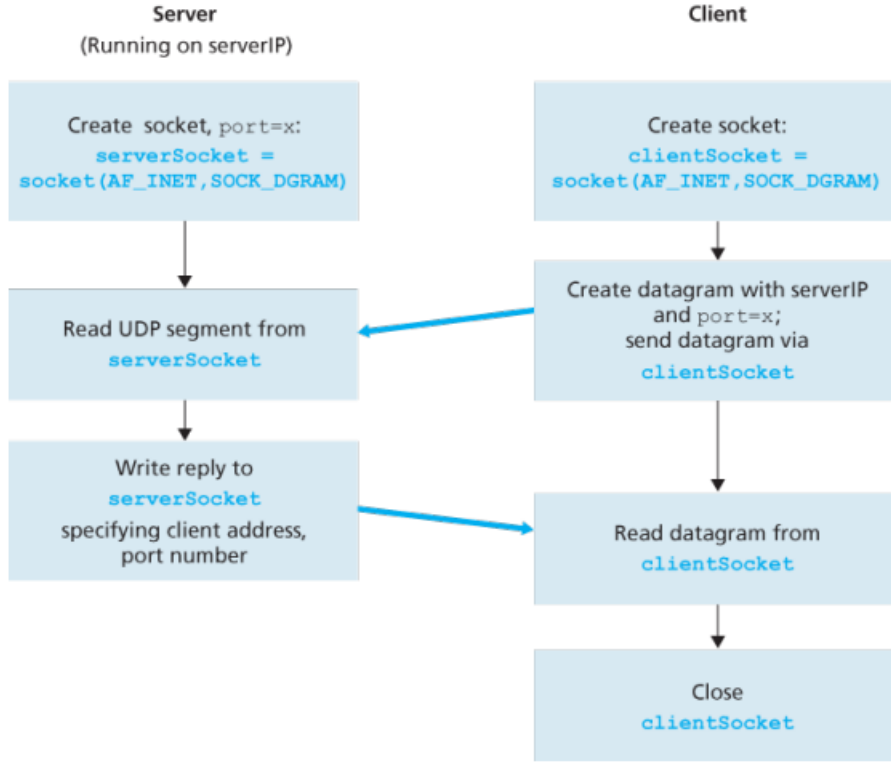 Server
(Running on serverIP)
Create socket, port=x:
serverSocket =
socket(AF_INET,SOCK_DGRAM)
Read UDP segment from
serverSocket
Write reply to
serverSocket
specifying client address,
port number
Client
Create socket:
clientSocket =
socket(AF_INET,SOCK_DGRAM)
Create datagram with serverIP
and port=x;
send datagram via
clientSocket
Read datagram from
clientSocket
Close
clientSocket